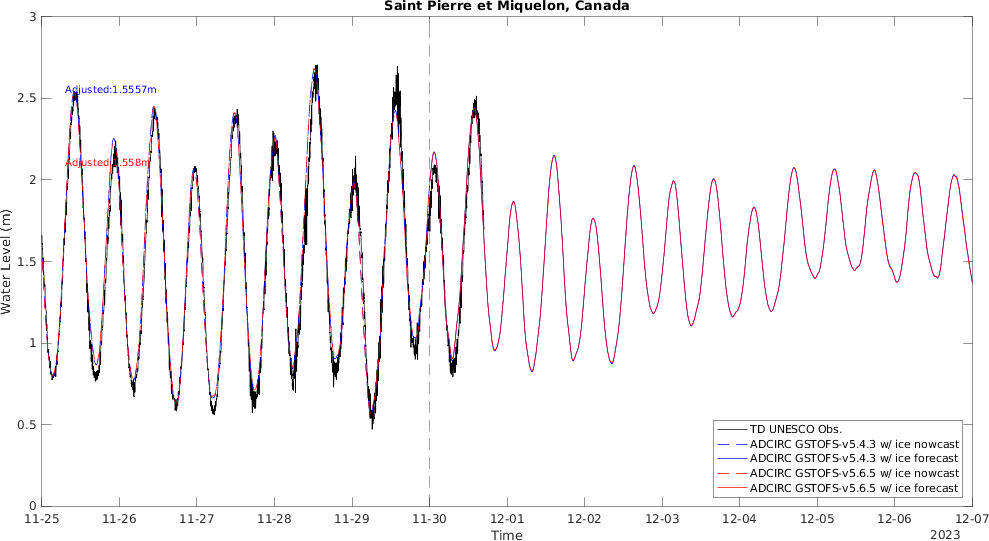 Saint Pierre et Miquelon, Canada
3
2.5
2
1.5
1
0.5
0
Water Level (m)
Adjusted:1.5557m
Adjusted
.558m
TD UNESCO Obs.
ADCIRC GSTOFS-v5.4.3 w/ ice nowcast
ADCIRC GSTOFS-v5.4.3 w/ ice forecast
ADCIRC GSTOFS-v5.6.5 w/ ice nowcast
ADCIRC GSTOFS-v5.6.5 w/ ice forecast
11-25 11-26 11-27 11-28 11-29 11-30 12-01 12-02 12-03 12-04 12-05 12-06 12-07
Time
2023